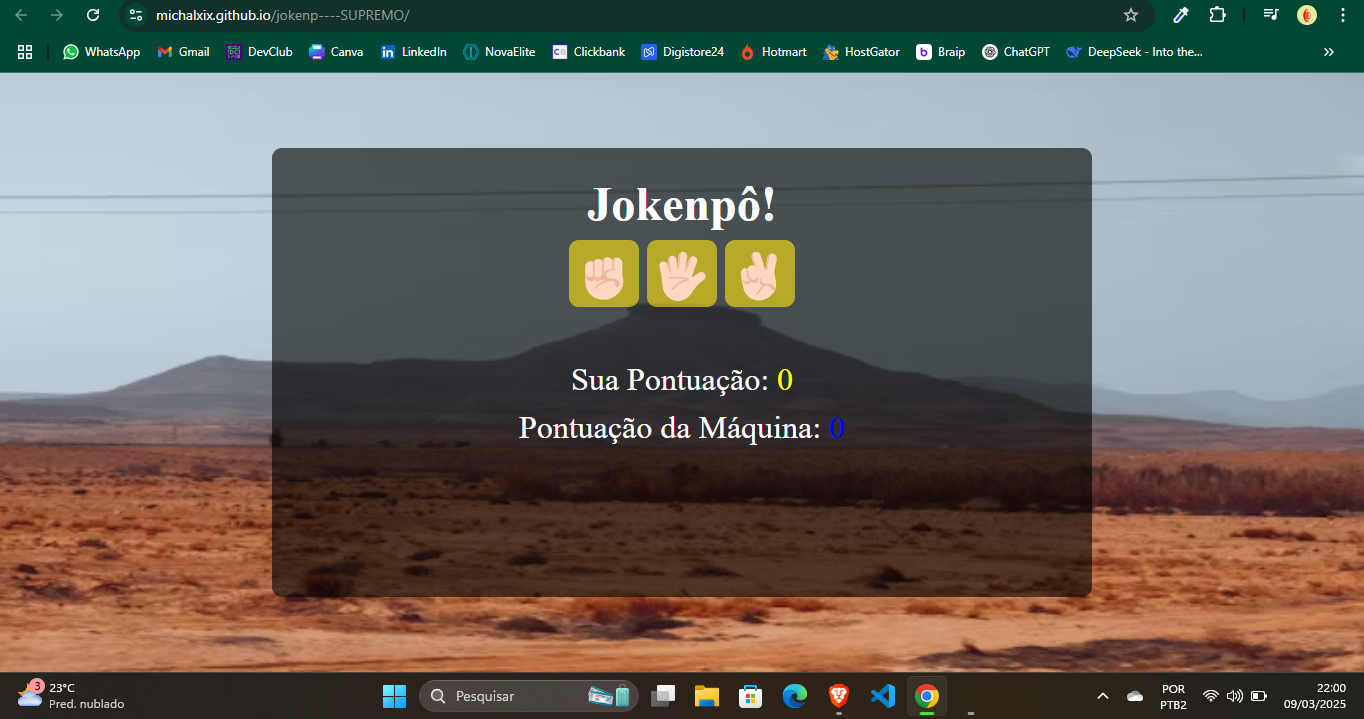 michalxix.github.io/jokenp----SUPREMO/
WhatsApp Gmail DevClub Canva LinkedIn NovaElite CB Clickbank Digistore24 Hotmart HostGator b Braip ChatGPT DeepSeek - Into the... »
Jokenpô!
Sua Pontuação: 0
Pontuação da Máquina: 0
3 23°C
Pred. nublado
Pesquisar
POR
PTB2
22:00
09/03/2025